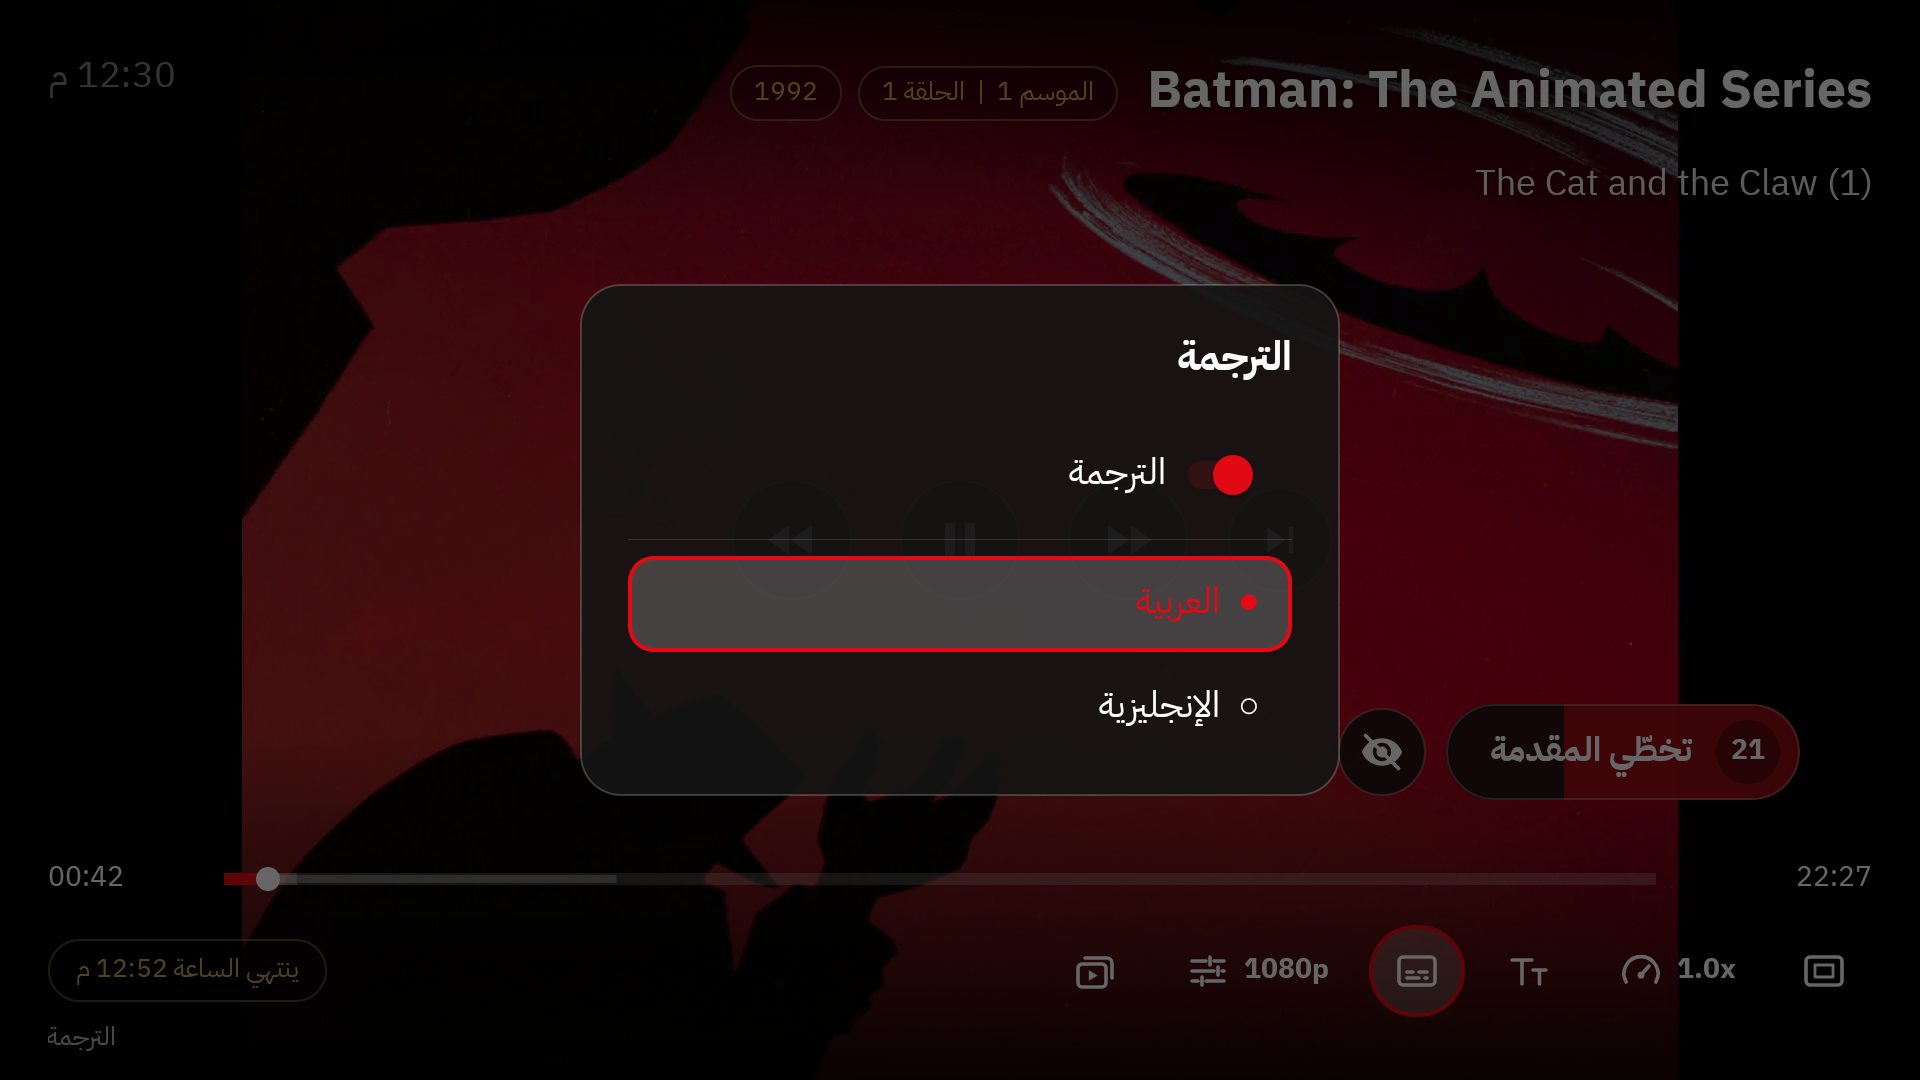 Batman: The Animated Series
الموسم 1 | الحلقة 1
1992
12:30 م
The Cat and the Claw (1)
الترجمة
الترجمة
العربية
الإنجليزية
21
تخطّي المقدمة
00:42
22:27
1.0x
1080p
ينتهي الساعة 12:52 م
الترجمة